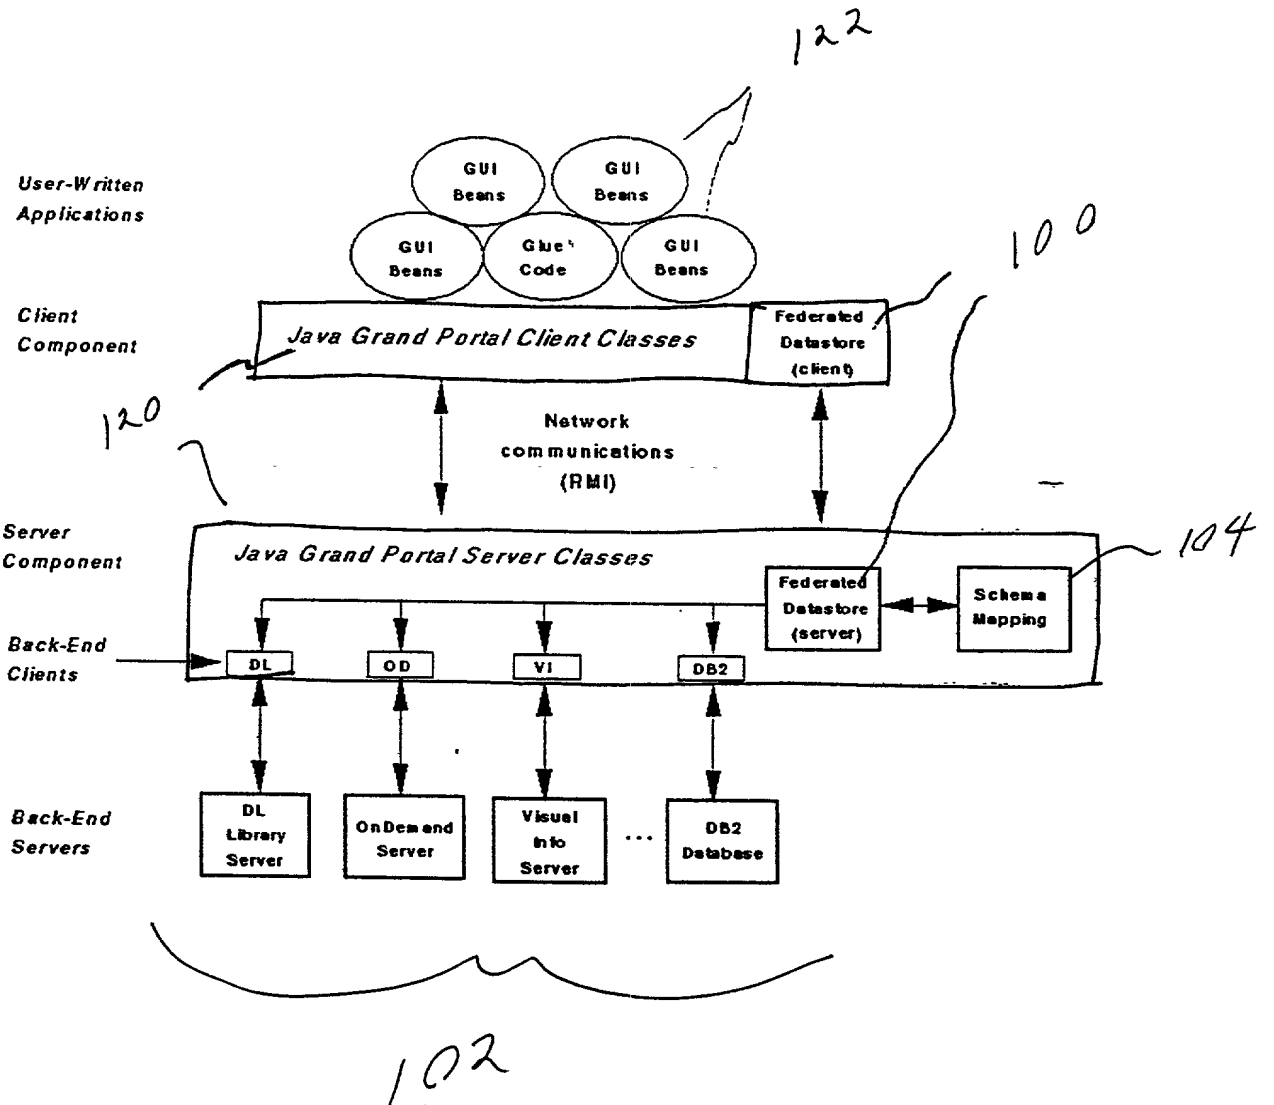 122
User-Written
Applications
GUI
Beans
GUI
Beans
GUI
Beans
Glue
Code
GUI
Beans
100
Client
Component
Java Grand Portal Client Classes
Federated
Datastore
(client)
120
Network
communications
(RMI)
Server
Component
Java Grand Portal Server Classes
104
Federated
Datastore
(server)
Schema
Mapping
Back-End
Clients
DL
OD
VI
DB2
Back-End
Servers
DL
Library
Server
OnDemand
Server
Visual
Info
Server
...
DB2
Database
102